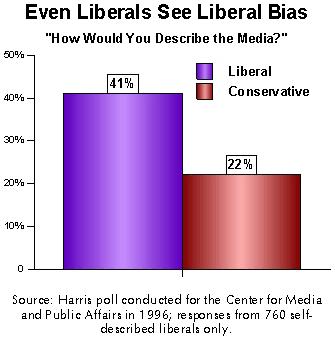 Even Liberals See Liberal Bias
"How Would You Describe the Media?"
50%
40%
30%
20%
10%
0
41%
22%
Liberal
Conservative
Source: Harris poll conducted for the Center for Media
and Public Affairs in 1996; responses from 760 self-
described liberals only.